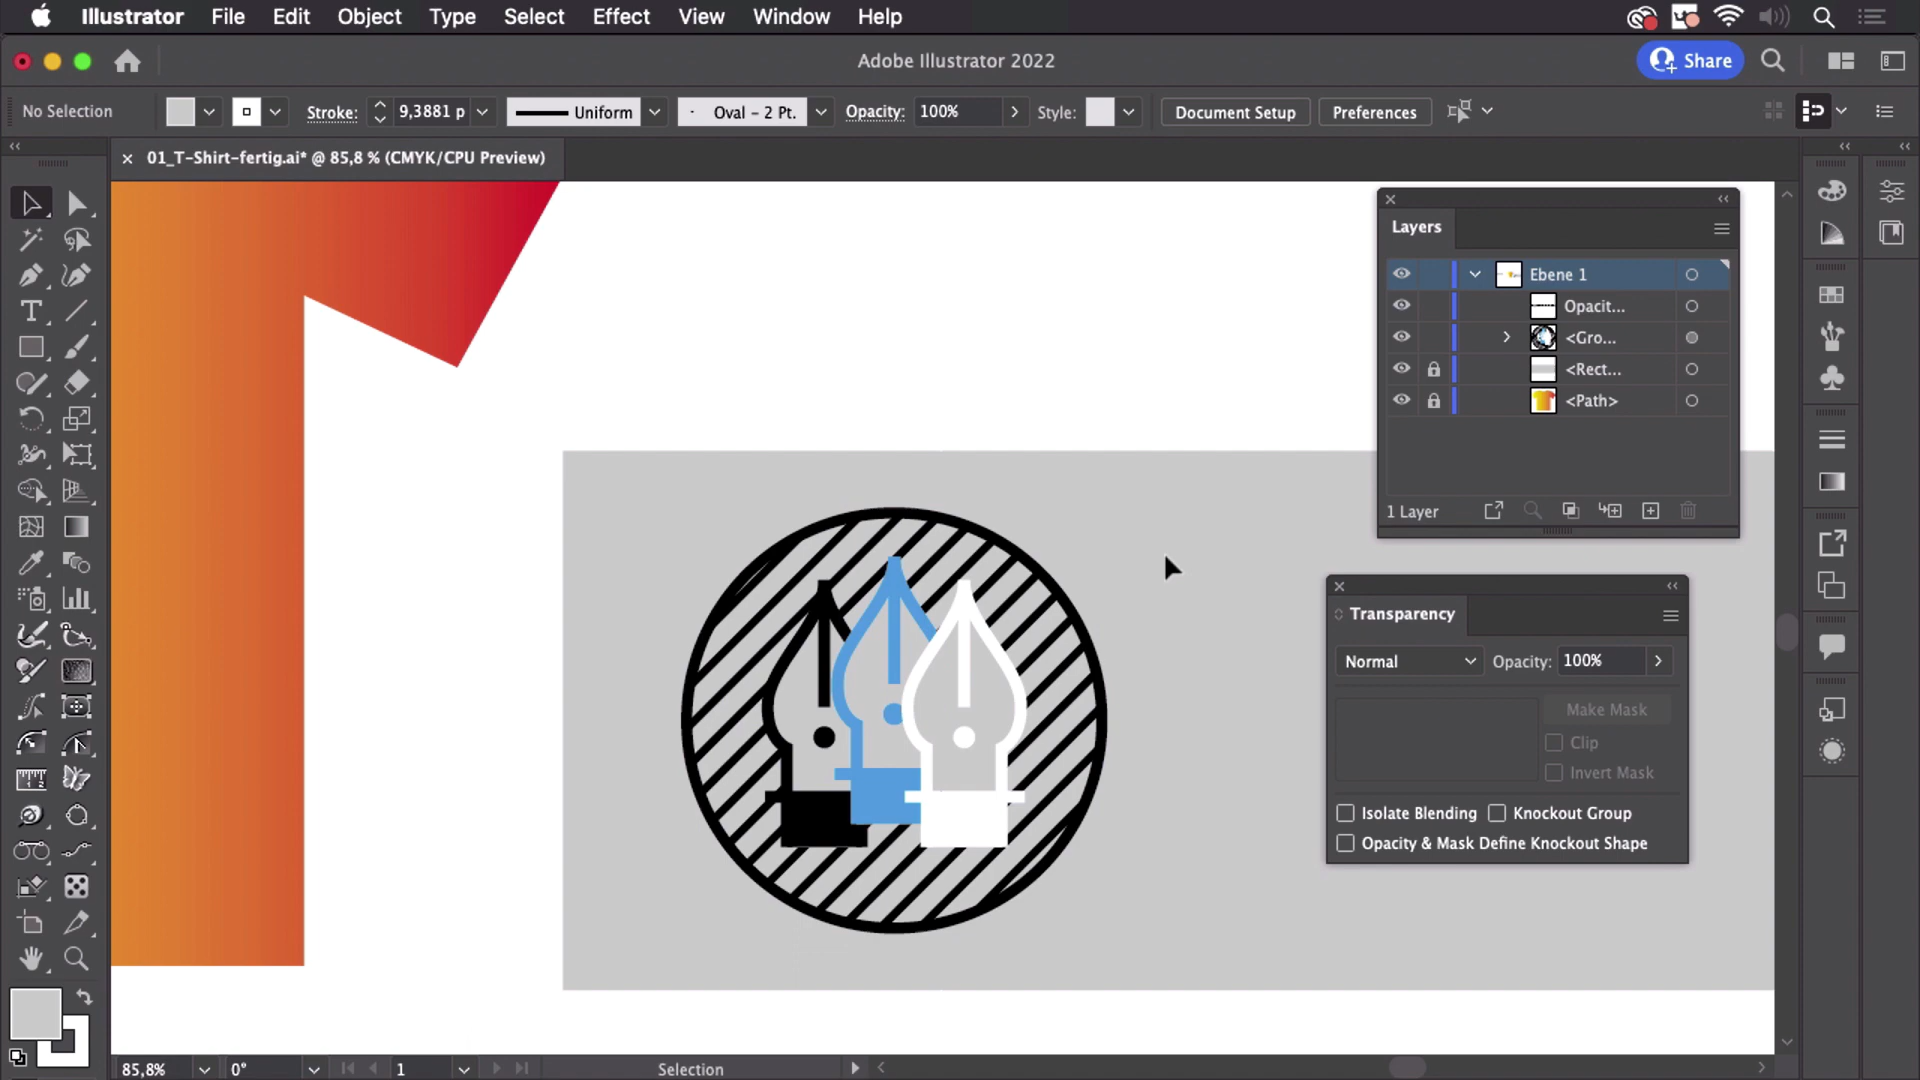 Illustrator File Edit Object Type Select Effect View Window Help
Adobe Illustrator 2022
Share
No Selection
Stroke: 9,3881 p
Uniform
Oval - 2 Pt.
Opacity: 100%
Style:
Document Setup
Preferences
01_T-Shirt-fertig.ai* @ 85,8 % (CMYK/CPU Preview)
Layers
Ebene 1
Opacit...
<Gro...
<Rect...
<Path>
1 Layer
Transparency
Normal
Opacity: 100%
Make Mask
Clip
Invert Mask
Isolate Blending
Knockout Group
Opacity & Mask Define Knockout Shape
85,8%
0°
1
Selection